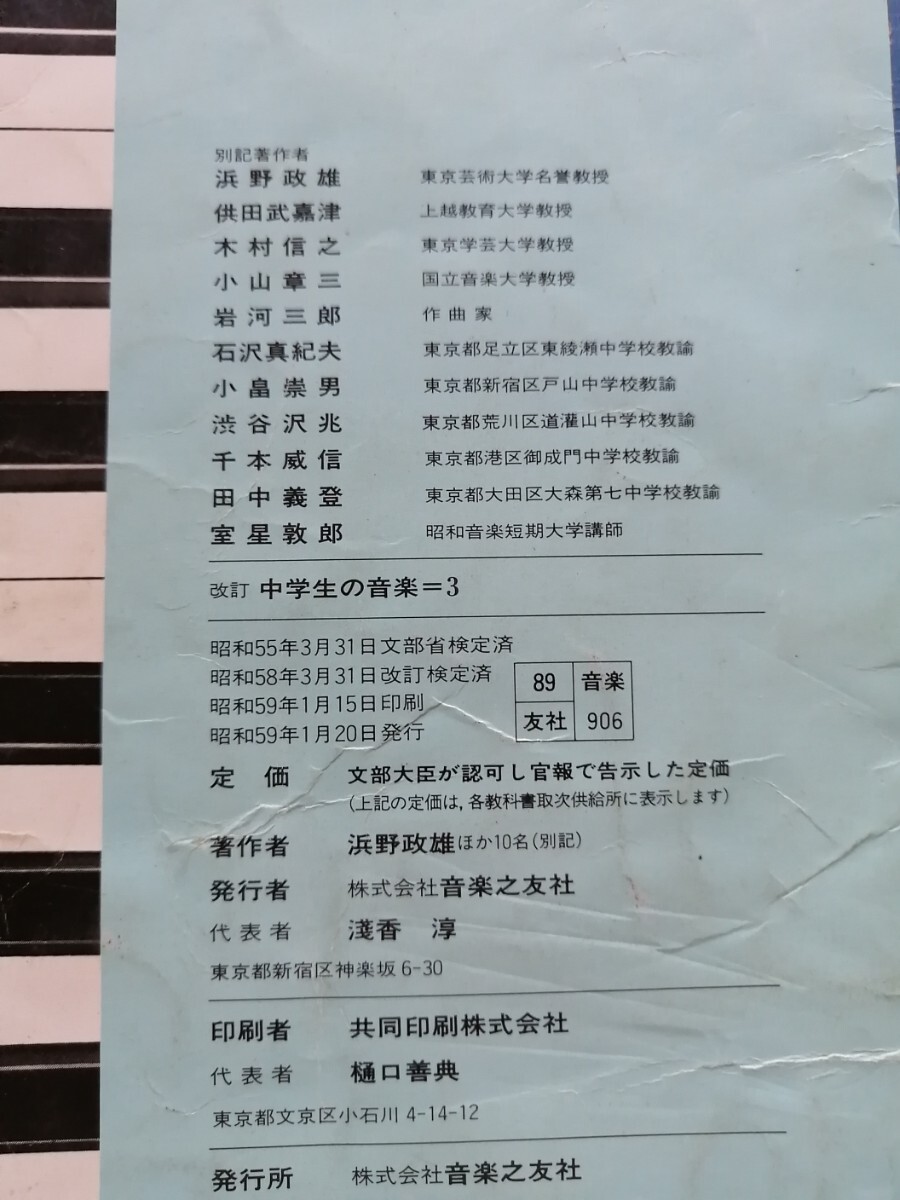 別記著作者
浜野政雄 東京芸術大学名誉教授
供田武嘉津 上越教育大学教授
木村信之 東京学芸大学教授
小山章三 国立音楽大学教授
岩河三郎 作曲家
石沢真紀夫 東京都足立区東綾瀬中学校教諭
小畠崇男 東京都新宿区戸山中学校教諭
渋谷沢兆 東京都荒川区道灌山中学校教諭
千本威信 東京都港区御成門中学校教諭
田中義登 東京都大田区大森第七中学校教諭
室星敦郎 昭和音楽短期大学講師
改訂 中学生の音楽=3
昭和55年3月31日文部省検定済
昭和58年3月31日改訂検定済
昭和59年1月15日印刷
昭和59年1月20日発行
89 音楽
友社 906
定価 文部大臣が認可し官報で告示した定価
(上記の定価は,各教科書取次供給所に表示します)
著作者 浜野政雄ほか10名(別記)
発行者 株式会社音楽之友社
代表者 淺香 淳
東京都新宿区神楽坂6-30
印刷者 共同印刷株式会社
代表者 樋口善典
東京都文京区小石川4-14-12
発行所 株式会社音楽之友社